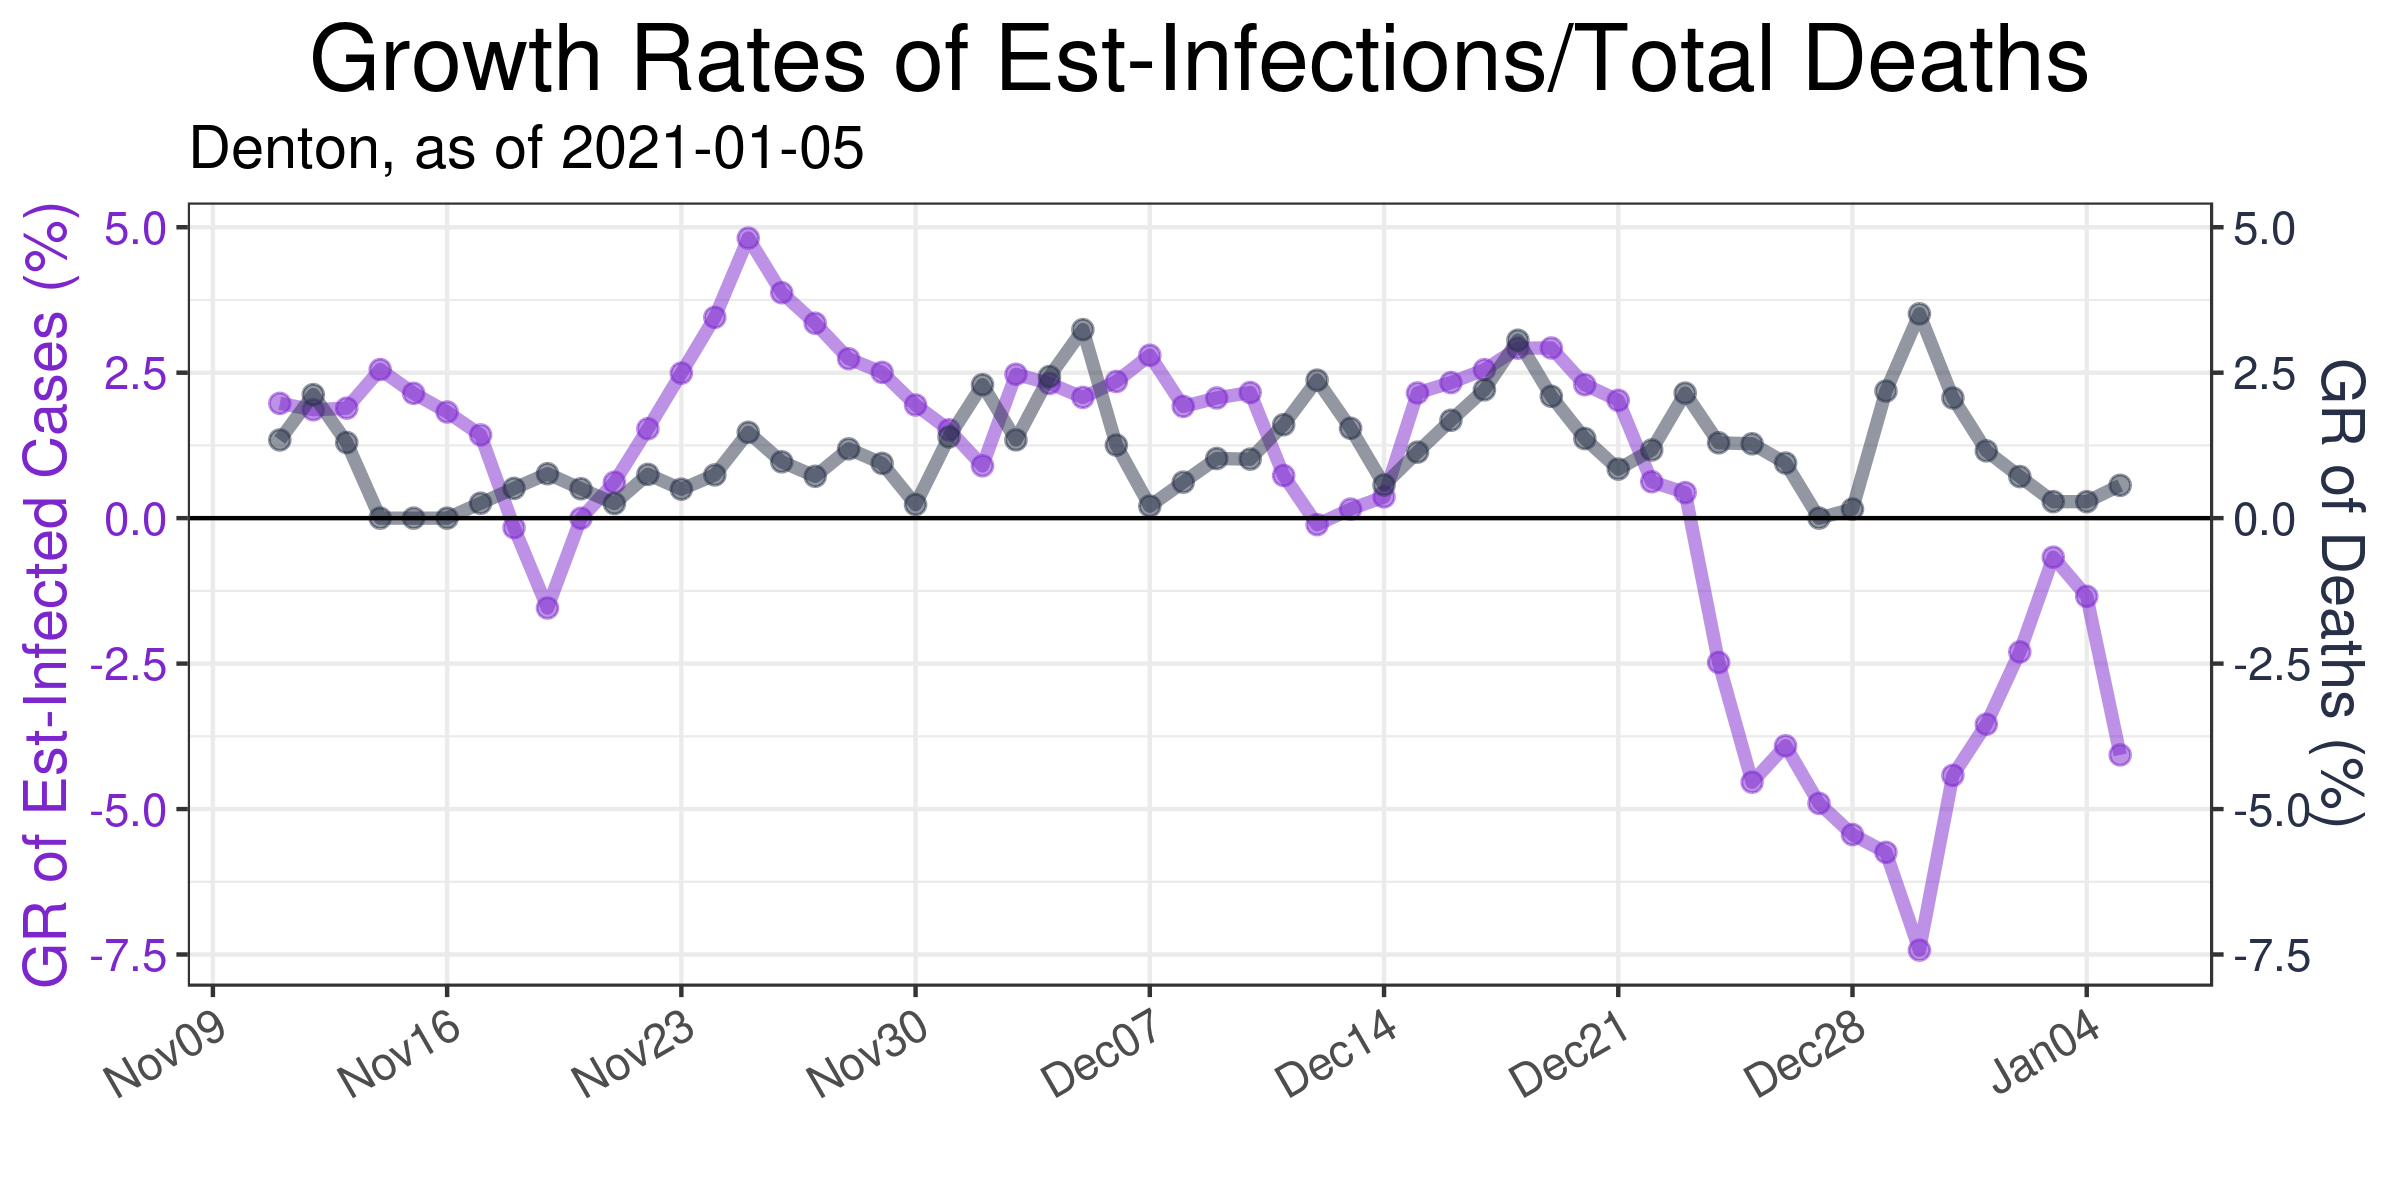 Growth Rates of Est-Infections/Total Deaths
Denton, as of 2021-01-05
GR of Est-Infected Cases (%)
5.0
2.5
0.0
-2.5
-5.0
-7.5
5.0
2.5
0.0
-2.5
-5.0
-7.5
GR of Deaths (%)
Nov09
Nov16
Nov23
Nov30
Dec07
Dec14
Dec21
Dec28
Jan04